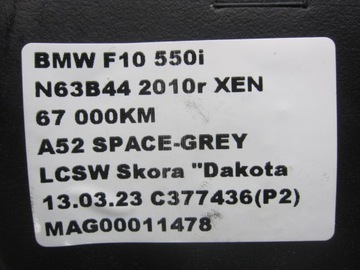 BMW F10 550i
N63B44 2010r XEN
67 000KM
A52 SPACE-GREY
LCSW Skora "Dakota
13.03.23 C377436(P2)
MAG00011478